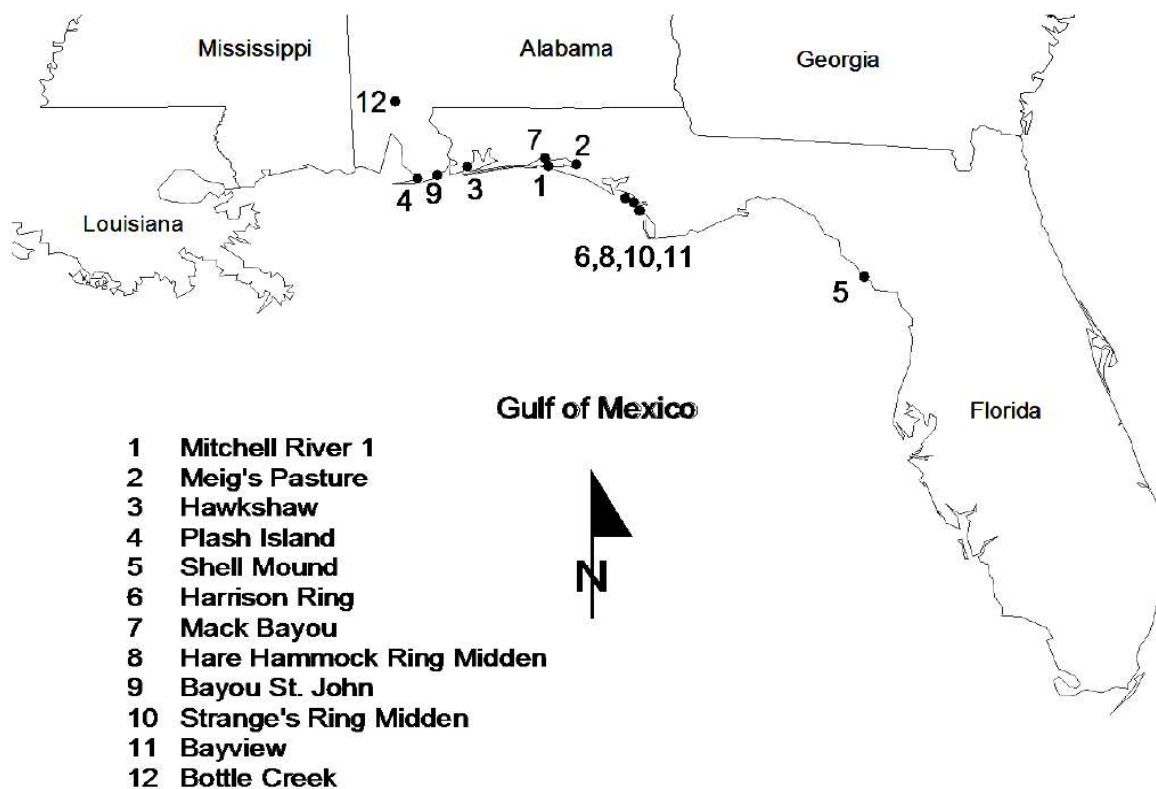 Mississippi
Alabama
Georgia
12
7
2
4
9
3
1
Louisiana
6,8,10,11
5
Gulf of Mexico
Florida
1 Mitchell River 1
2 Meig's Pasture
3 Hawkshaw
4 Plash Island
5 Shell Mound
6 Harrison Ring
7 Mack Bayou
8 Hare Hammock Ring Midden
9 Bayou St. John
10 Strange's Ring Midden
11 Bayview
12 Bottle Creek
N